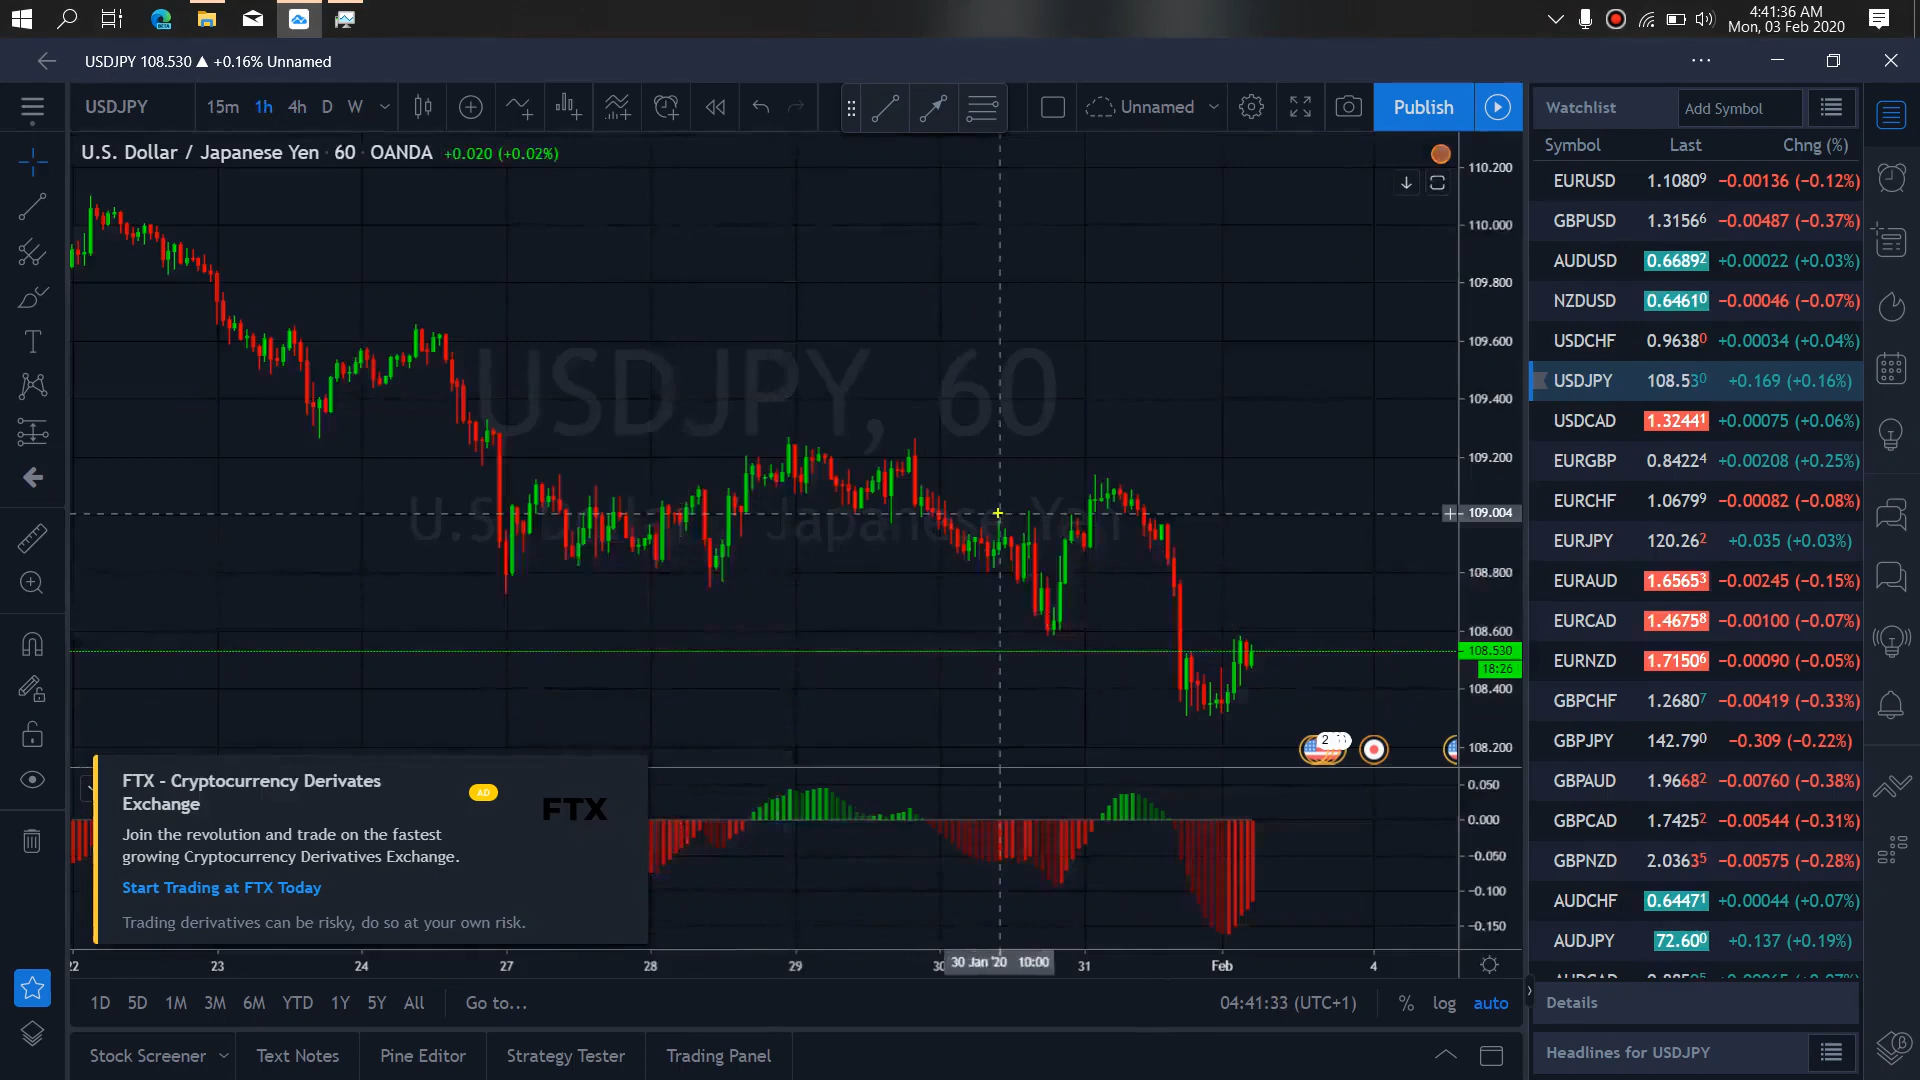 4:41:36 AM
Mon, 03 Feb 2020
USDJPY 108.530 ▲ +0.16% Unnamed
USDJPY 15m 1h 4h D W Unnamed Publish
U.S. Dollar / Japanese Yen · 60 · OANDA +0.020 (+0.02%)
USDJPY, 60
U.S. Dollar / Japanese Yen
110.200
110.000
109.800
109.600
109.400
109.200
109.004
108.800
108.600
108.530
18:26
108.400
108.200
0.050
0.000
-0.050
-0.100
-0.150
FTX - Cryptocurrency Derivates
Exchange
AD
FTX
Join the revolution and trade on the fastest
growing Cryptocurrency Derivatives Exchange.
Start Trading at FTX Today
Trading derivatives can be risky, do so at your own risk.
22 23 24 27 28 29 30 30 Jan '20 10:00 31 Feb 4
1D 5D 1M 3M 6M YTD 1Y 5Y All Go to... 04:41:33 (UTC+1) % log auto
Stock Screener Text Notes Pine Editor Strategy Tester Trading Panel
Watchlist Add Symbol
Symbol Last Chng (%)
EURUSD 1.10809 −0.00136 (−0.12%)
GBPUSD 1.31566 −0.00487 (−0.37%)
AUDUSD 0.66892 +0.00022 (+0.03%)
NZDUSD 0.64610 −0.00046 (−0.07%)
USDCHF 0.96380 +0.00034 (+0.04%)
USDJPY 108.530 +0.169 (+0.16%)
USDCAD 1.32441 +0.00075 (+0.06%)
EURGBP 0.84224 +0.00208 (+0.25%)
EURCHF 1.06799 −0.00082 (−0.08%)
EURJPY 120.262 +0.035 (+0.03%)
EURAUD 1.65653 −0.00245 (−0.15%)
EURCAD 1.46758 −0.00100 (−0.07%)
EURNZD 1.71506 −0.00090 (−0.05%)
GBPCHF 1.26807 −0.00419 (−0.33%)
GBPJPY 142.790 −0.309 (−0.22%)
GBPAUD 1.96682 −0.00760 (−0.38%)
GBPCAD 1.74252 −0.00544 (−0.31%)
GBPNZD 2.03635 −0.00575 (−0.28%)
AUDCHF 0.64471 +0.00044 (+0.07%)
AUDJPY 72.600 +0.137 (+0.19%)
Details
Headlines for USDJPY